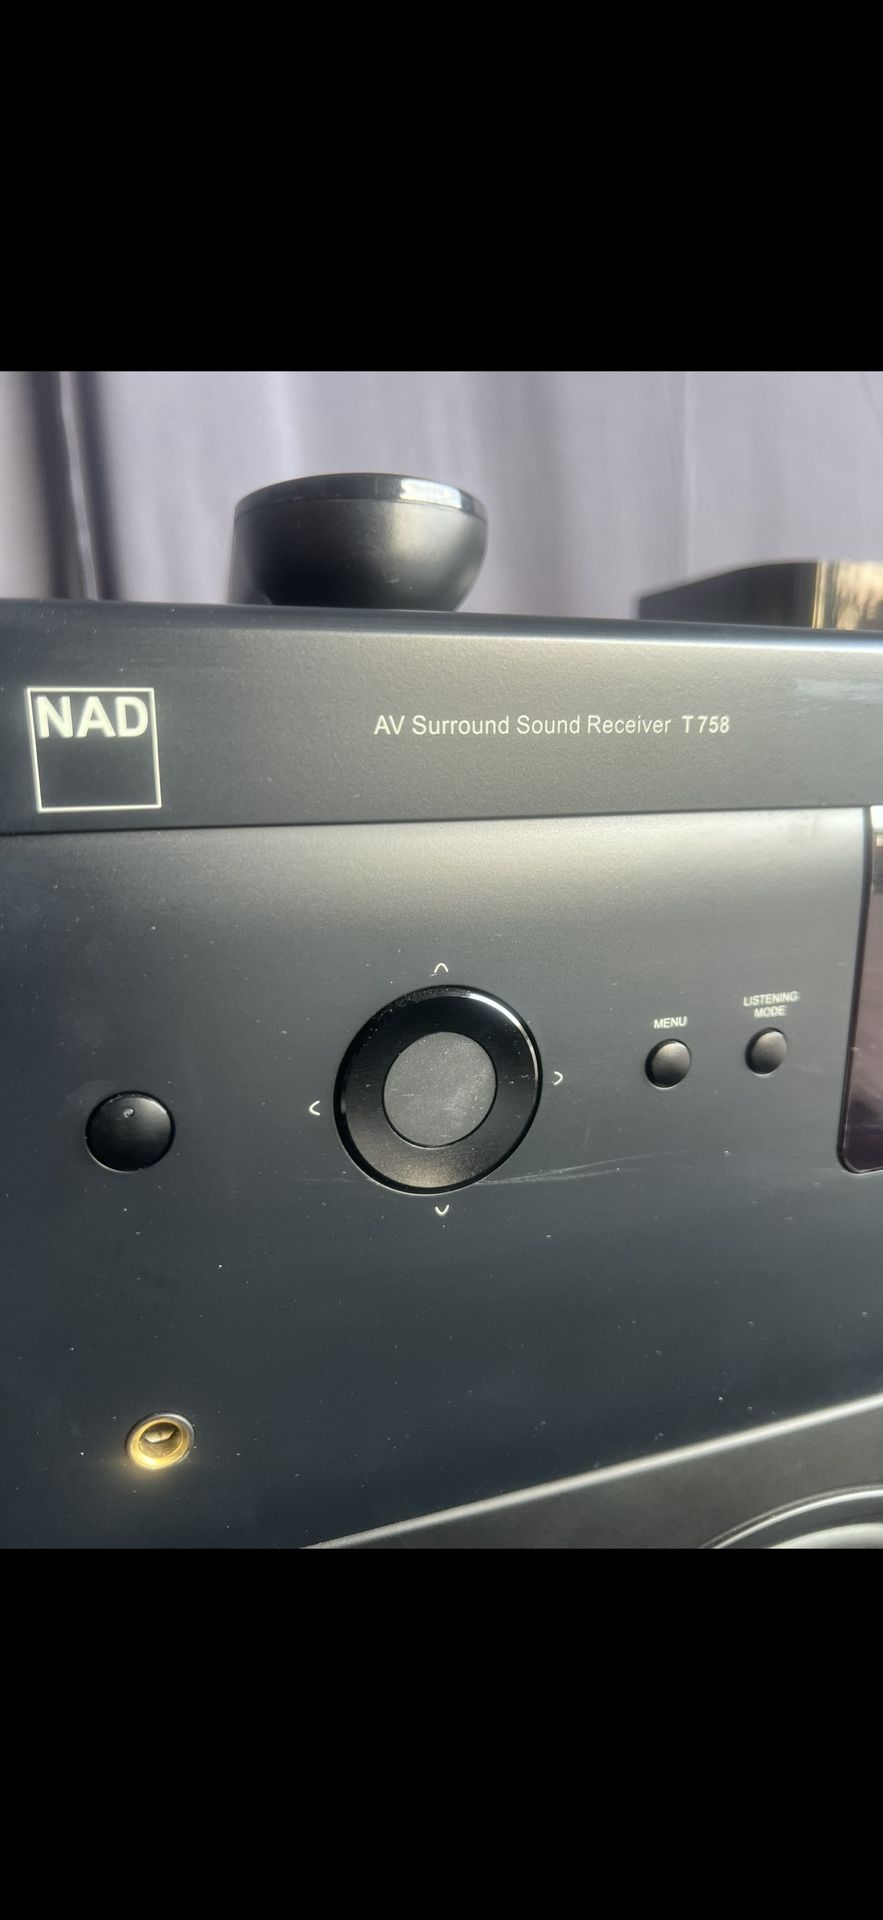 NAD
AV Surround Sound Receiver T 758
MENU
LISTENING
MODE